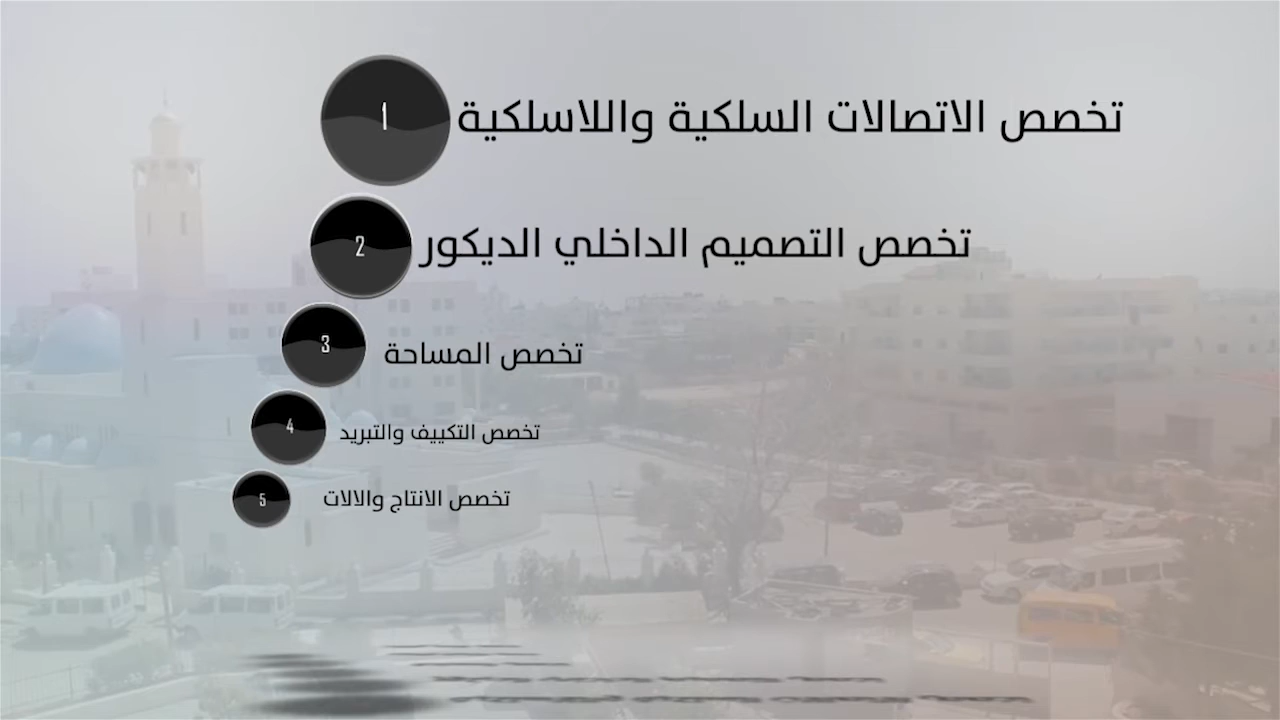 1 تخصص الاتصالات السلكية واللاسلكية
2 تخصص التصميم الداخلي الديكور
3 تخصص المساحة
4 تخصص التكييف والتبريد
5 تخصص الانتاج والالات